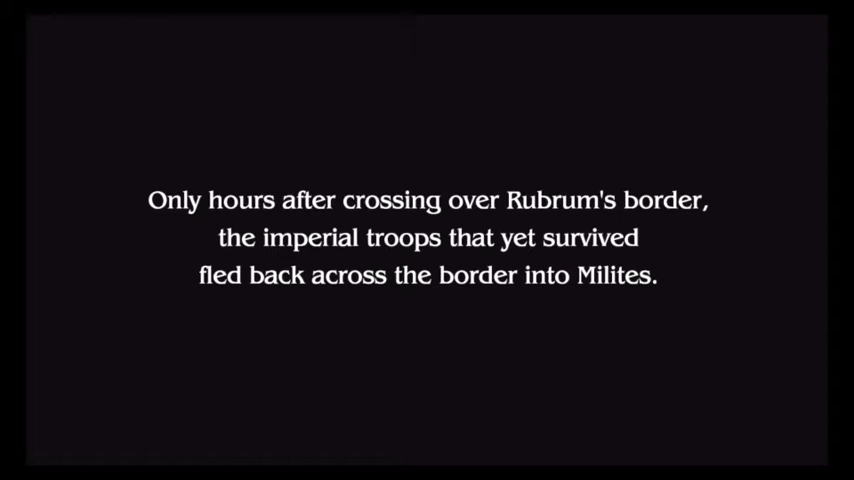 Only hours after crossing over Rubrum's border,
the imperial troops that yet survived
fled back across the border into Milites.